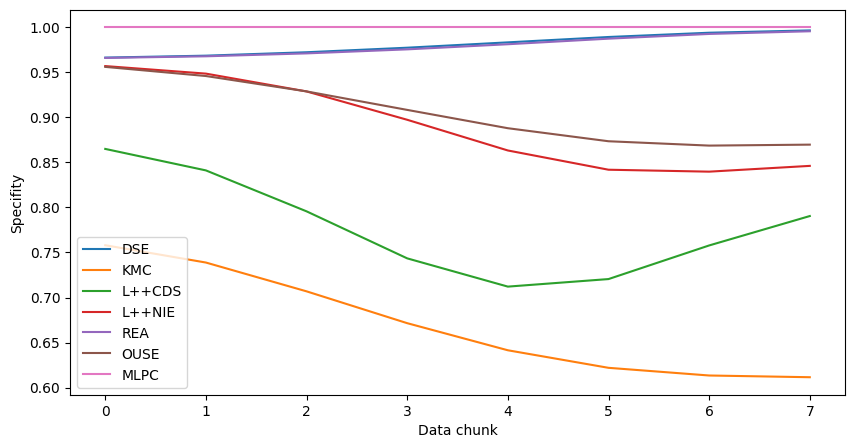 1.00
0.95
0.90
0.85
0.80
0.75
0.70
0.65
0.60
Specifity
DSE
KMC
L++CDS
L++NIE
REA
OUSE
MLPC
0 1 2 3 4 5 6 7
Data chunk